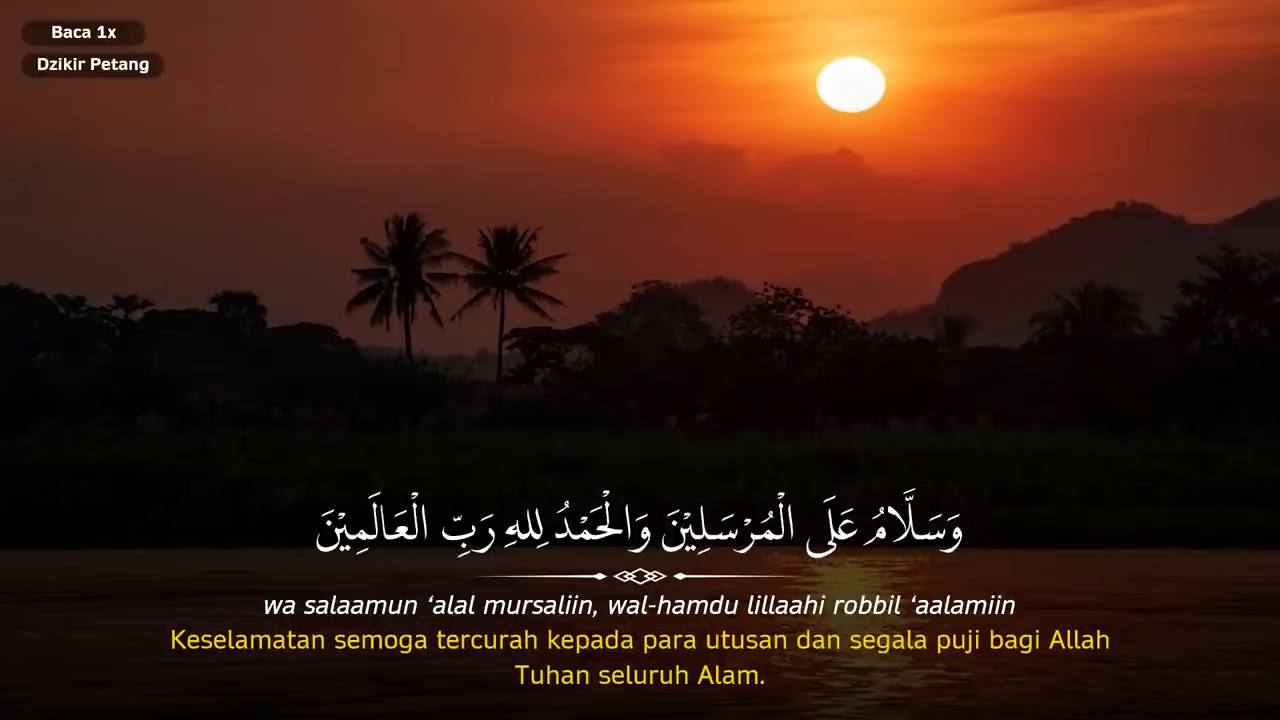 Baca 1x
Dzikir Petang
وَسَلَّامُ عَلَى الْمُرْسَلِيْنَ وَالْحَمْدُ لِلهِ رَبِّ الْعَالَمِيْنَ
wa salaamun ‘alal mursaliin, wal-hamdu lillaahi robbil ‘aalamiin
Keselamatan semoga tercurah kepada para utusan dan segala puji bagi Allah
Tuhan seluruh Alam.